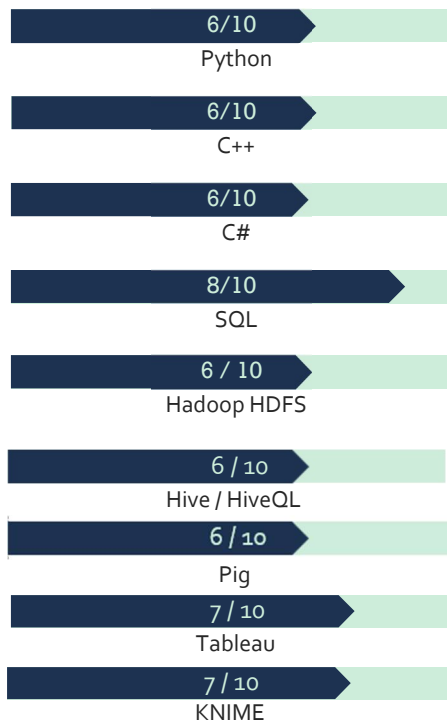 6/10
Python
6/10
C++
6/10
C#
8/10
SQL
6 / 10
Hadoop HDFS
6 / 10
Hive / HiveQL
6 / 10
Pig
7 / 10
Tableau
7 / 10
KNIME